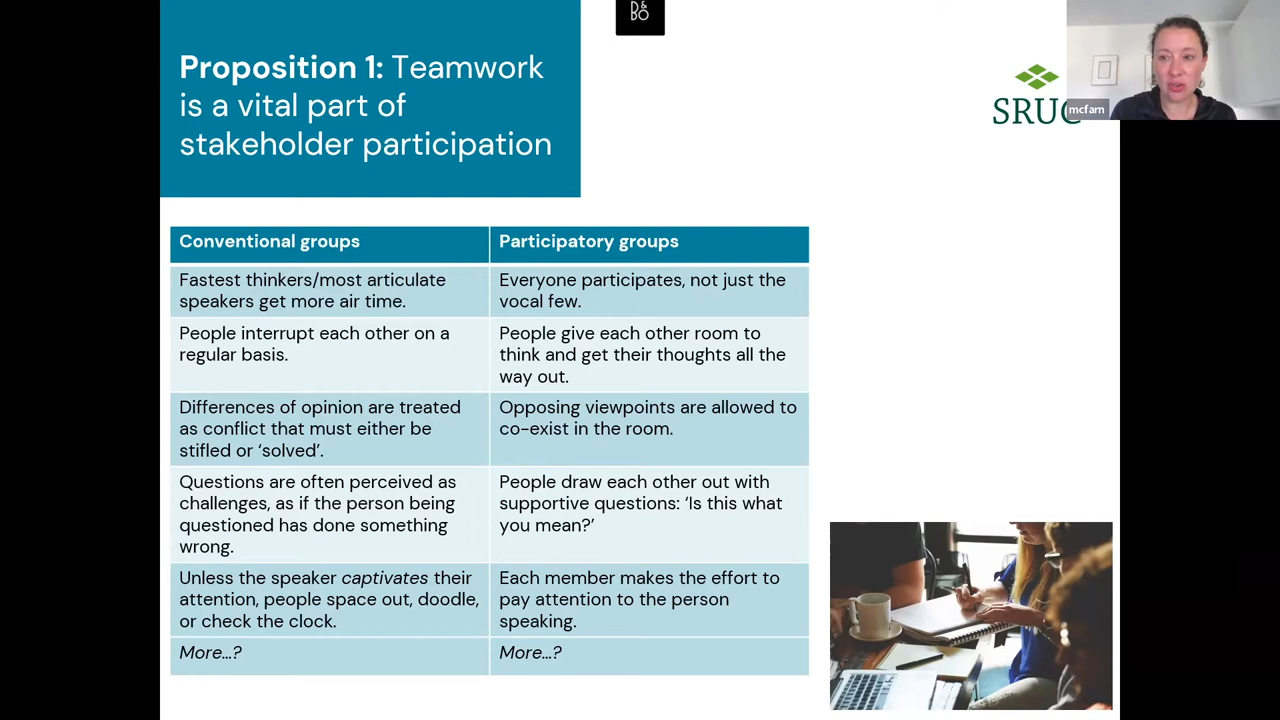 D&
BO
Proposition 1: Teamwork
is a vital part of
stakeholder participation
SRUC
mcfarn
Conventional groups
Participatory groups
Fastest thinkers/most articulate
speakers get more air time.
Everyone participates, not just the
vocal few.
People interrupt each other on a
regular basis.
People give each other room to
think and get their thoughts all the
way out.
Differences of opinion are treated
as conflict that must either be
stifled or ‘solved’.
Opposing viewpoints are allowed to
co-exist in the room.
Questions are often perceived as
challenges, as if the person being
questioned has done something
wrong.
People draw each other out with
supportive questions: ‘Is this what
you mean?’
Unless the speaker captivates their
attention, people space out, doodle,
or check the clock.
Each member makes the effort to
pay attention to the person
speaking.
More...?
More...?